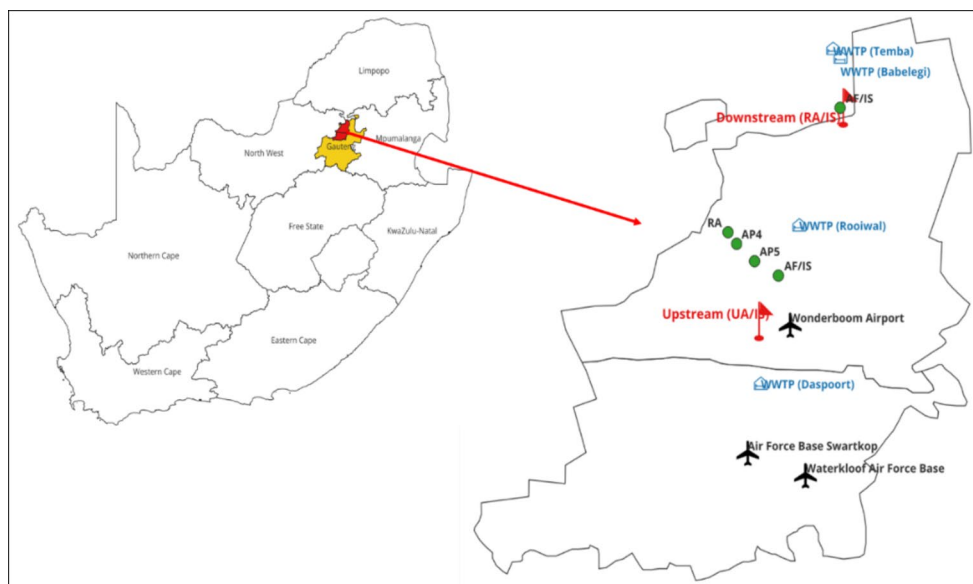 Limpopo
North West
Gauteng
Moumalanga
Free State
KwaZulu-Natal
Northern Cape
Eastern Cape
Western Cape
WWTP (Temba)
WWTP (Babelegi)
AF/IS
Downstream (RA/IS)
RA
AP4
WWTP (Rooiwal)
AP5
AF/IS
Upstream (UA/IS)
Wonderboom Airport
WWTP (Daspoort)
Air Force Base Swartkop
Waterkloof Air Force Base